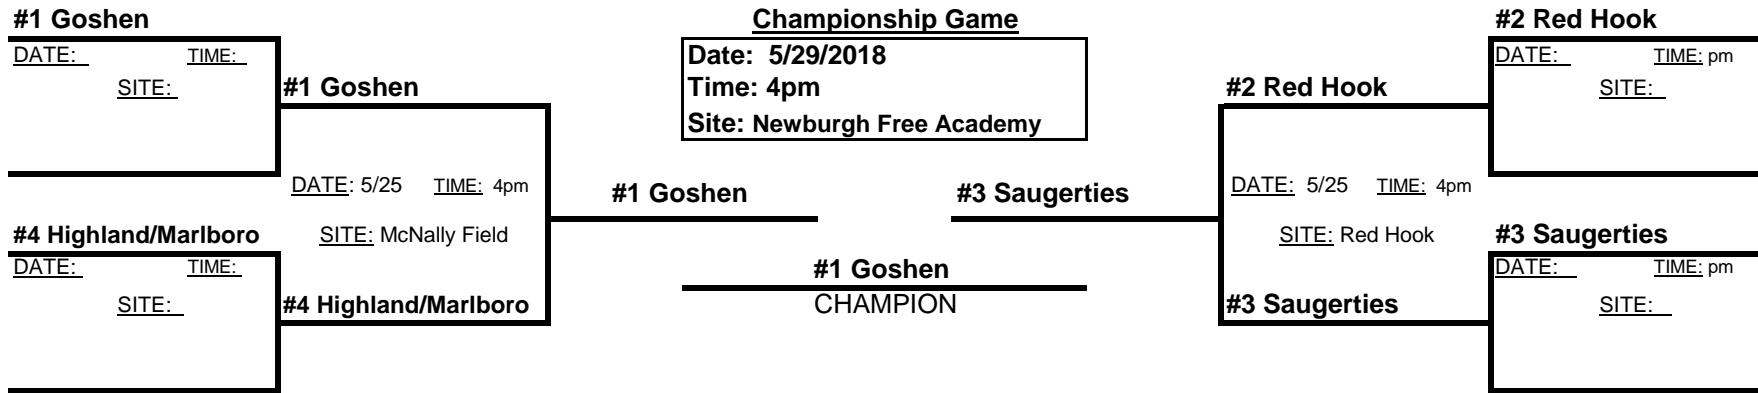 #1 Goshen
DATE: TIME:
SITE:
#1 Goshen
DATE: 5/25 TIME: 4pm
SITE: McNally Field
#4 Highland/Marlboro
DATE: TIME:
SITE:
#4 Highland/Marlboro
Championship Game
Date: 5/29/2018
Time: 4pm
Site: Newburgh Free Academy
#1 Goshen
#3 Saugerties
#1 Goshen
CHAMPION
#2 Red Hook
DATE: TIME: pm
SITE:
#2 Red Hook
DATE: 5/25 TIME: 4pm
SITE: Red Hook
#3 Saugerties
DATE: TIME: pm
SITE:
#3 Saugerties